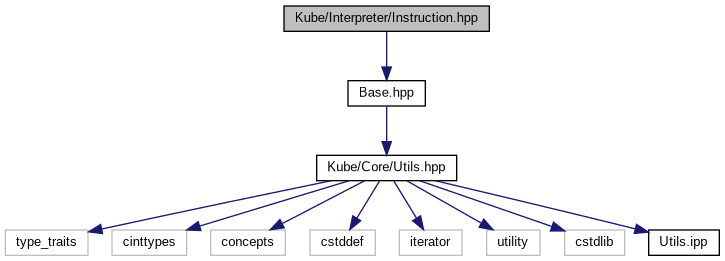 Kube/Interpreter/Instruction.hpp
Base.hpp
Kube/Core/Utils.hpp
type_traits
cinttypes
concepts
cstddef
iterator
utility
cstdlib
Utils.ipp